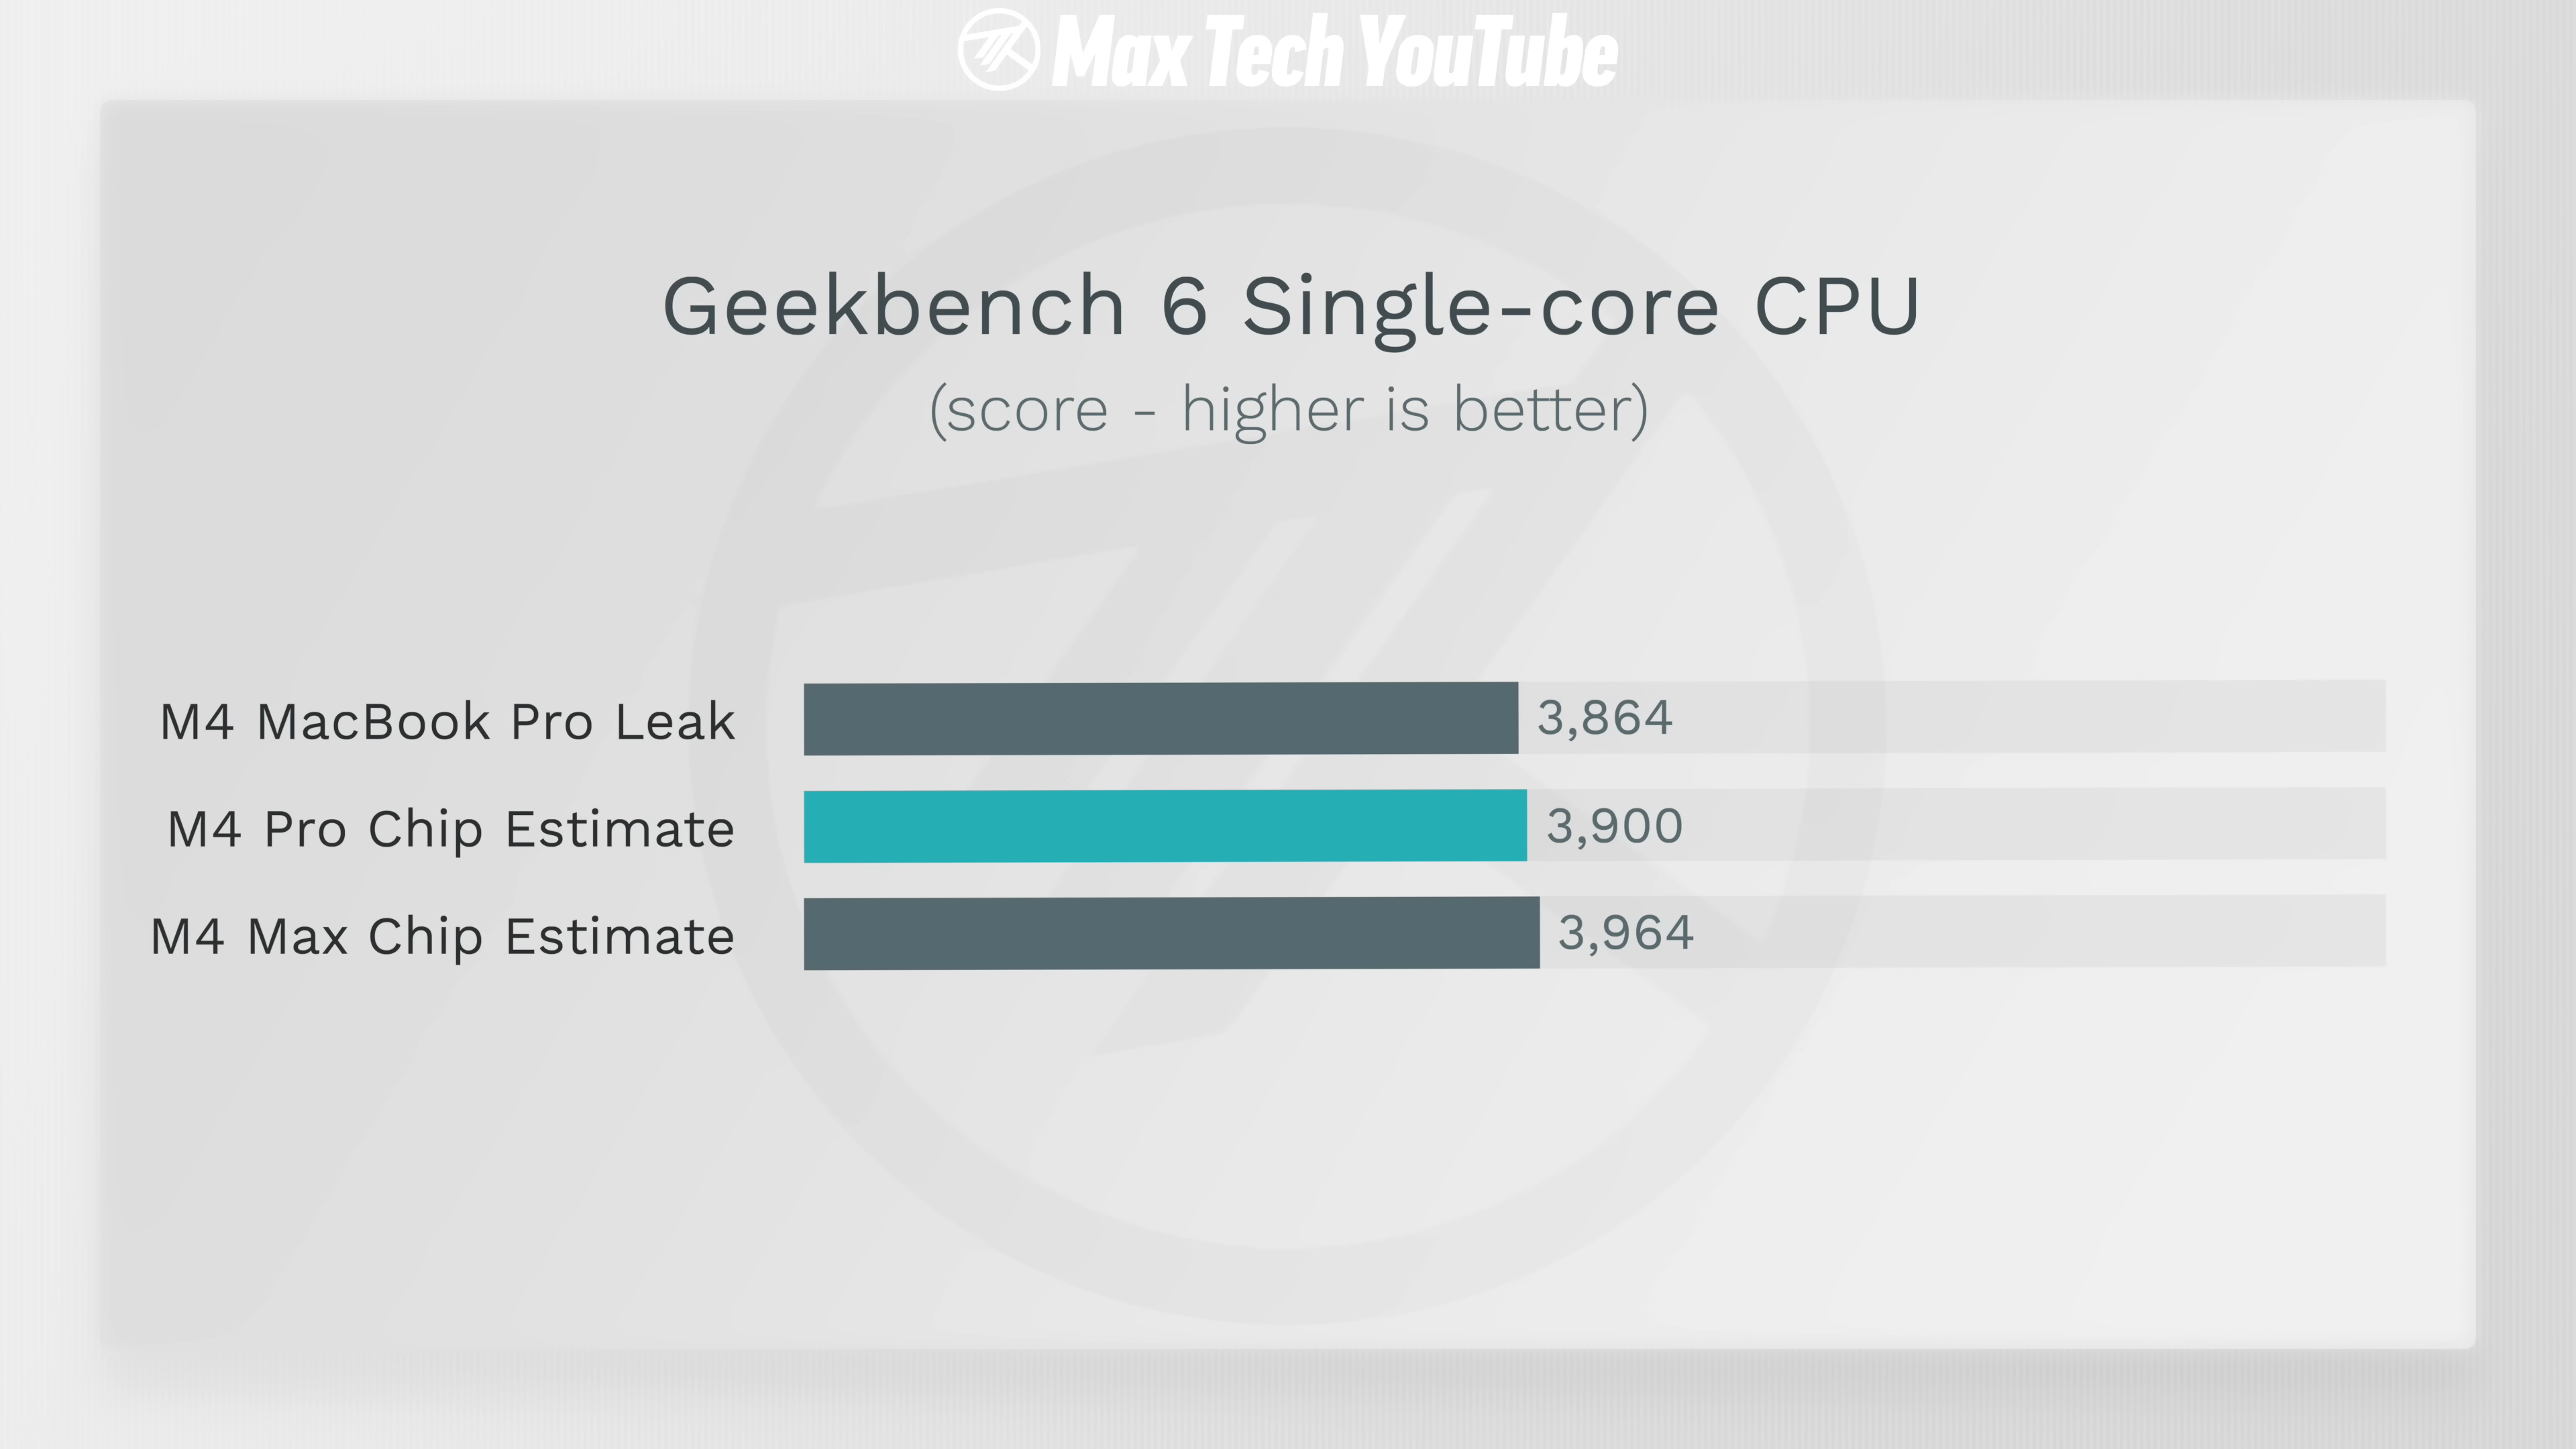 Max Tech YouTube
Geekbench 6 Single-core CPU
(score - higher is better)
M4 MacBook Pro Leak 3,864
M4 Pro Chip Estimate 3,900
M4 Max Chip Estimate 3,964